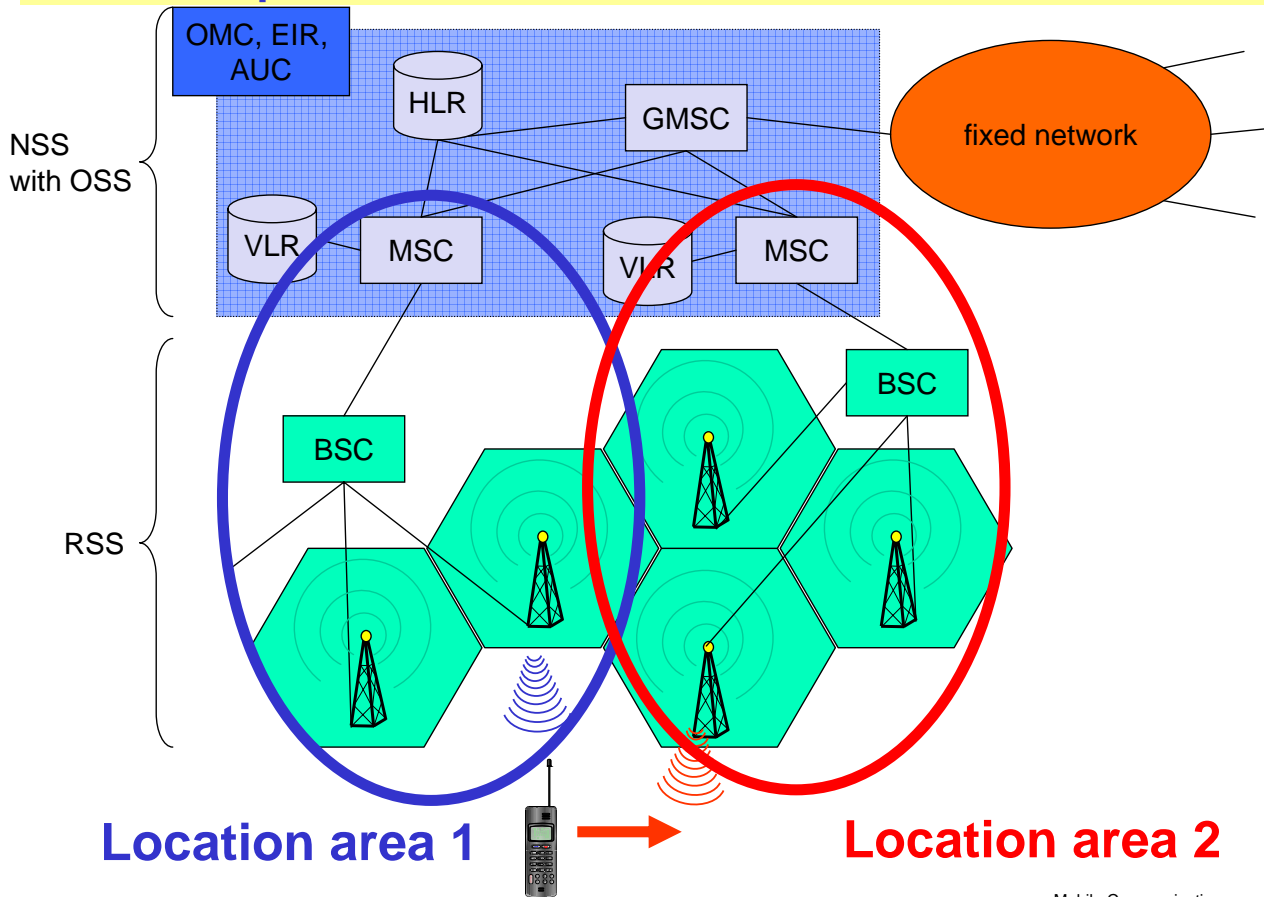 OMC, EIR,
AUC
HLR
GMSC
fixed network
NSS
with OSS
VLR
MSC
VLR
MSC
BSC
BSC
RSS
Location area 1
Location area 2